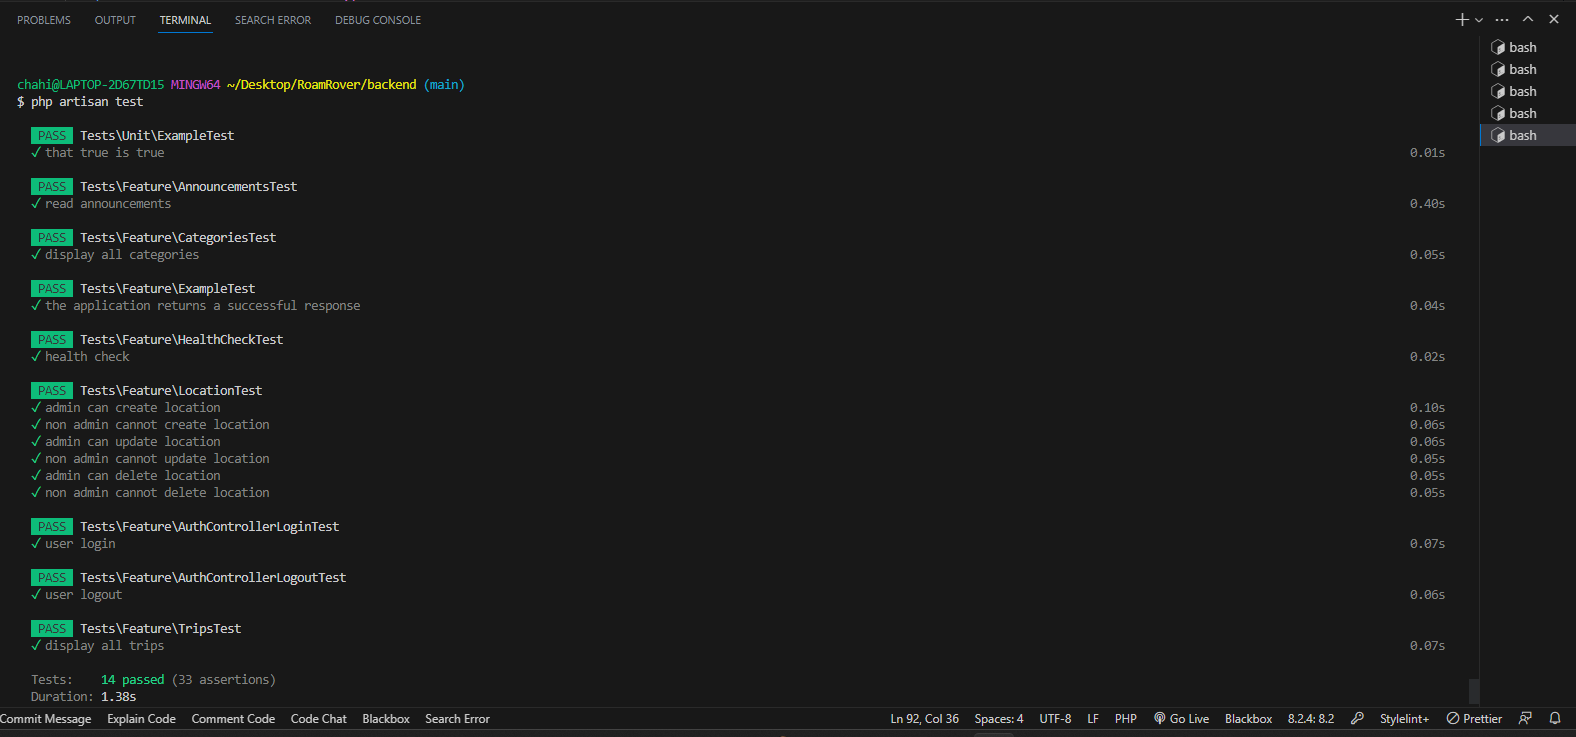 PROBLEMS OUTPUT TERMINAL SEARCH ERROR DEBUG CONSOLE
bash
bash
bash
bash
bash
chahi@LAPTOP-2D67TD15 MINGW64 ~/Desktop/RoamRover/backend (main)
$ php artisan test
PASS Tests\Unit\ExampleTest
✓ that true is true 0.01s
PASS Tests\Feature\AnnouncementsTest
✓ read announcements 0.40s
PASS Tests\Feature\CategoriesTest
✓ display all categories 0.05s
PASS Tests\Feature\ExampleTest
✓ the application returns a successful response 0.04s
PASS Tests\Feature\HealthCheckTest
✓ health check 0.02s
PASS Tests\Feature\LocationTest
✓ admin can create location 0.10s
✓ non admin cannot create location 0.06s
✓ admin can update location 0.06s
✓ non admin cannot update location 0.05s
✓ admin can delete location 0.05s
✓ non admin cannot delete location 0.05s
PASS Tests\Feature\AuthControllerLoginTest
✓ user login 0.07s
PASS Tests\Feature\AuthControllerLogoutTest
✓ user logout 0.06s
PASS Tests\Feature\TripsTest
✓ display all trips 0.07s
Tests: 14 passed (33 assertions)
Duration: 1.38s
Commit Message Explain Code Comment Code Code Chat Blackbox Search Error Ln 92, Col 36 Spaces: 4 UTF-8 LF PHP Go Live Blackbox 8.2.4: 8.2 Stylelint+ Prettier